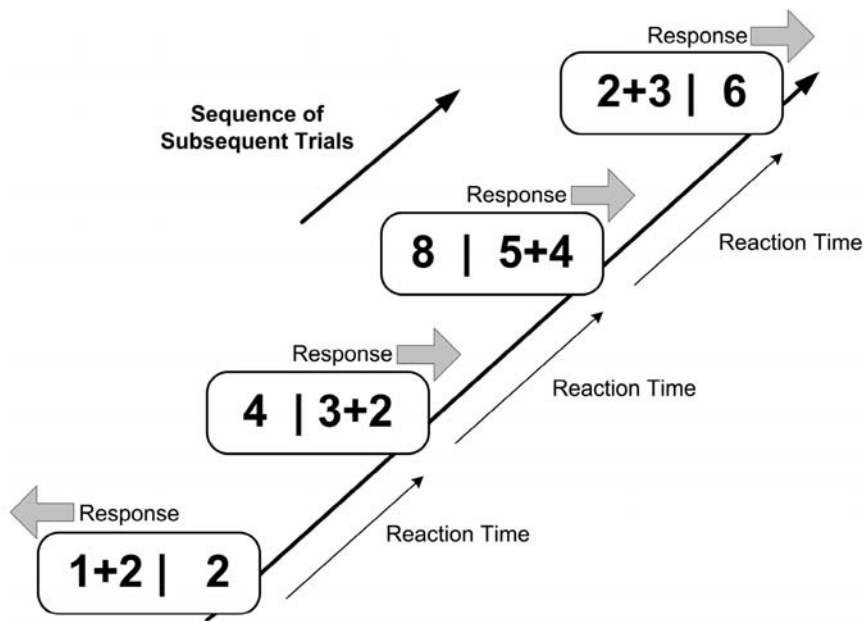 Response
2+3 | 6
Sequence of
Subsequent Trials
Response
8 | 5+4
Reaction Time
Response
4 | 3+2
Reaction Time
Response
1+2 | 2
Reaction Time